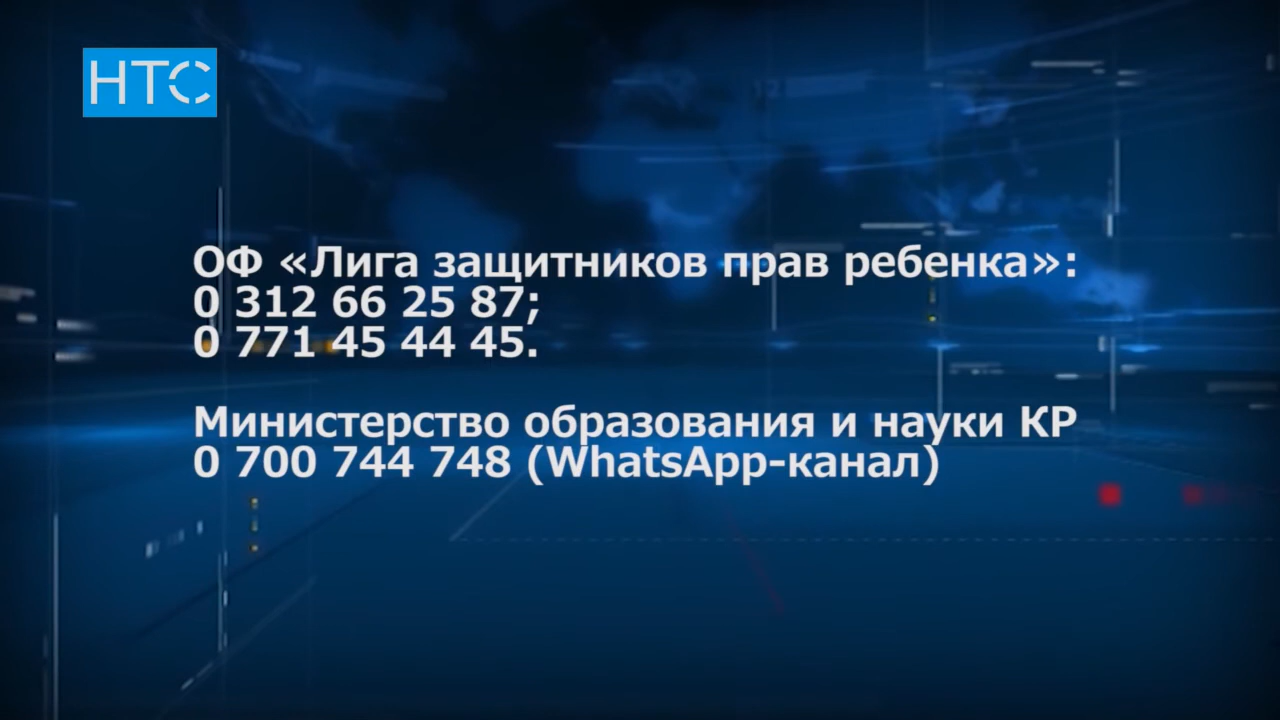 НТС
ОФ «Лига защитников прав ребенка»:
0 312 66 25 87;
0 771 45 44 45.
Министерство образования и науки КР
0 700 744 748 (WhatsApp-канал)